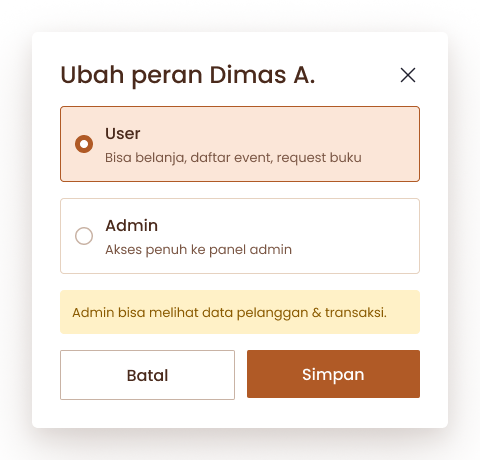 Ubah peran Dimas A.
User
Bisa belanja, daftar event, request buku
Admin
Akses penuh ke panel admin
Admin bisa melihat data pelanggan & transaksi.
Batal
Simpan